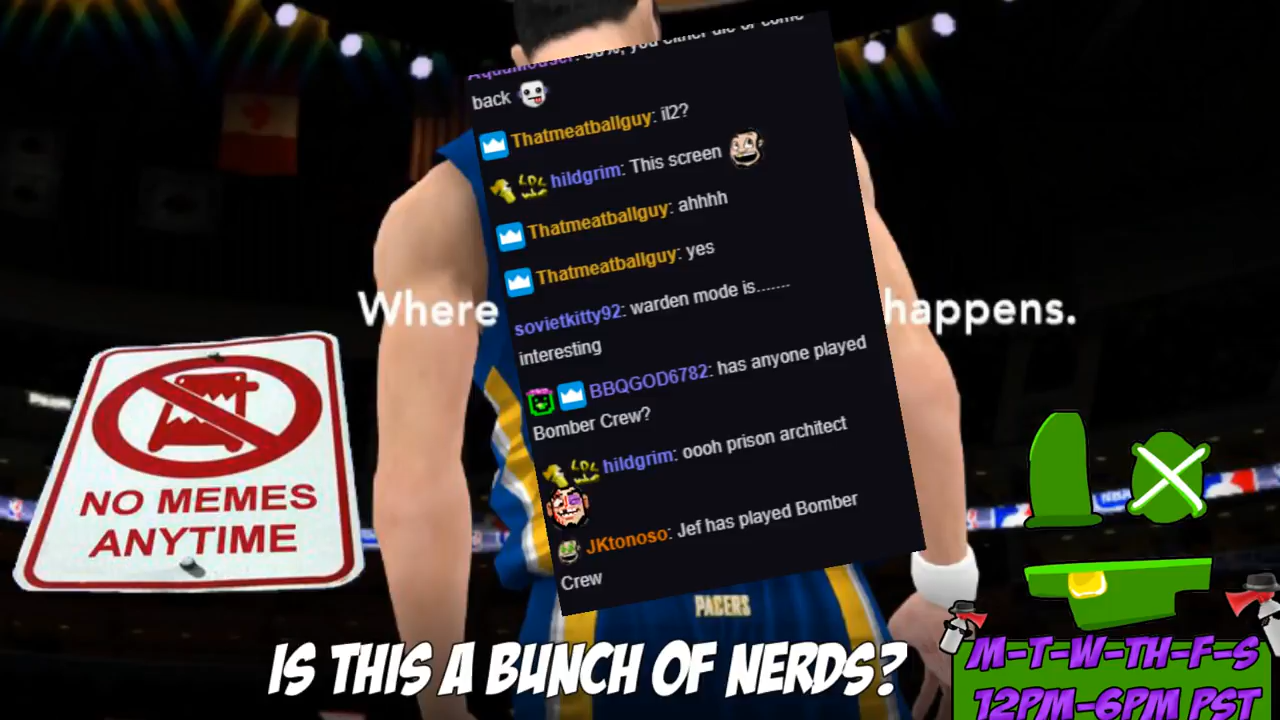 back
Thatmeatballguy: il2?
hildgrim: This screen
Thatmeatballguy: ahhhh
Thatmeatballguy: yes
sovietkitty92: warden mode is.......
interesting
BBQGOD6782: has anyone played
Bomber Crew?
hildgrim: oooh prison architect
JKtonoso: Jef has played Bomber
Crew
Where happens.
NO MEMES
ANYTIME
PACERS
IS THIS A BUNCH OF NERDS?
M-T-W-TH-F-S
12PM-6PM PST